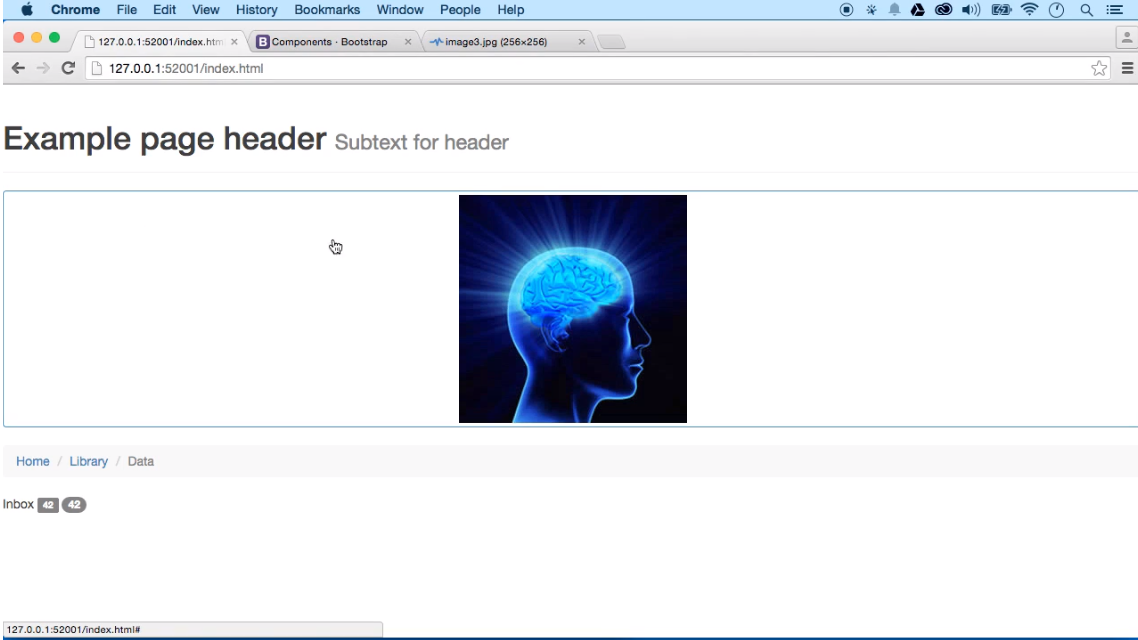 Chrome File Edit View History Bookmarks Window People Help
127.0.0.1:52001/index.htm Components · Bootstrap image3.jpg (256×256)
127.0.0.1:52001/index.html
Example page header Subtext for header
Home / Library / Data
Inbox 42 42
127.0.0.1:52001/index.html#